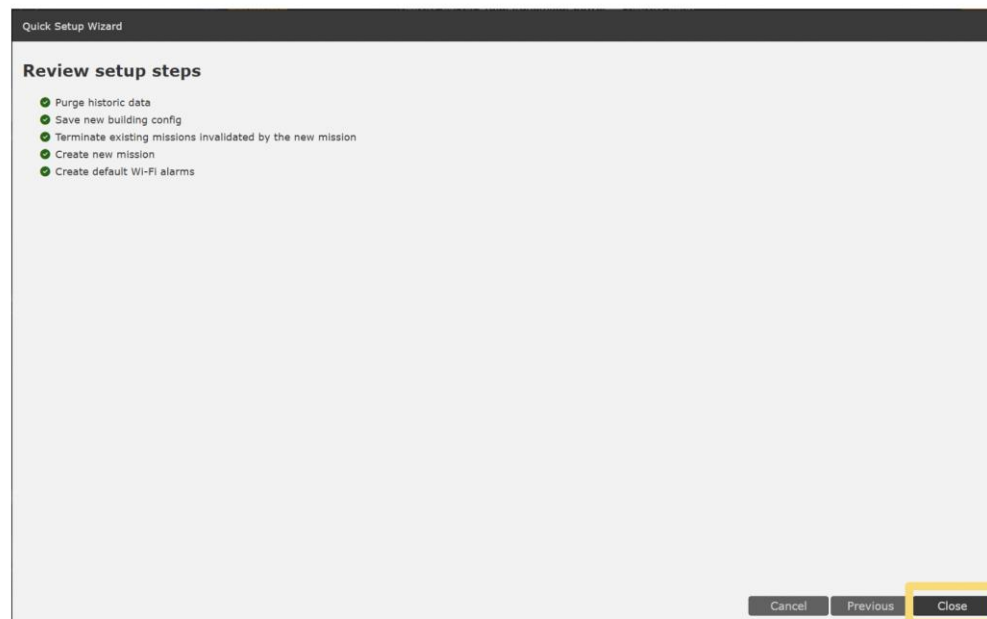 Quick Setup Wizard
Review setup steps
Purge historic data
Save new building config
Terminate existing missions invalidated by the new mission
Create new mission
Create default Wi-Fi alarms
Cancel Previous Close